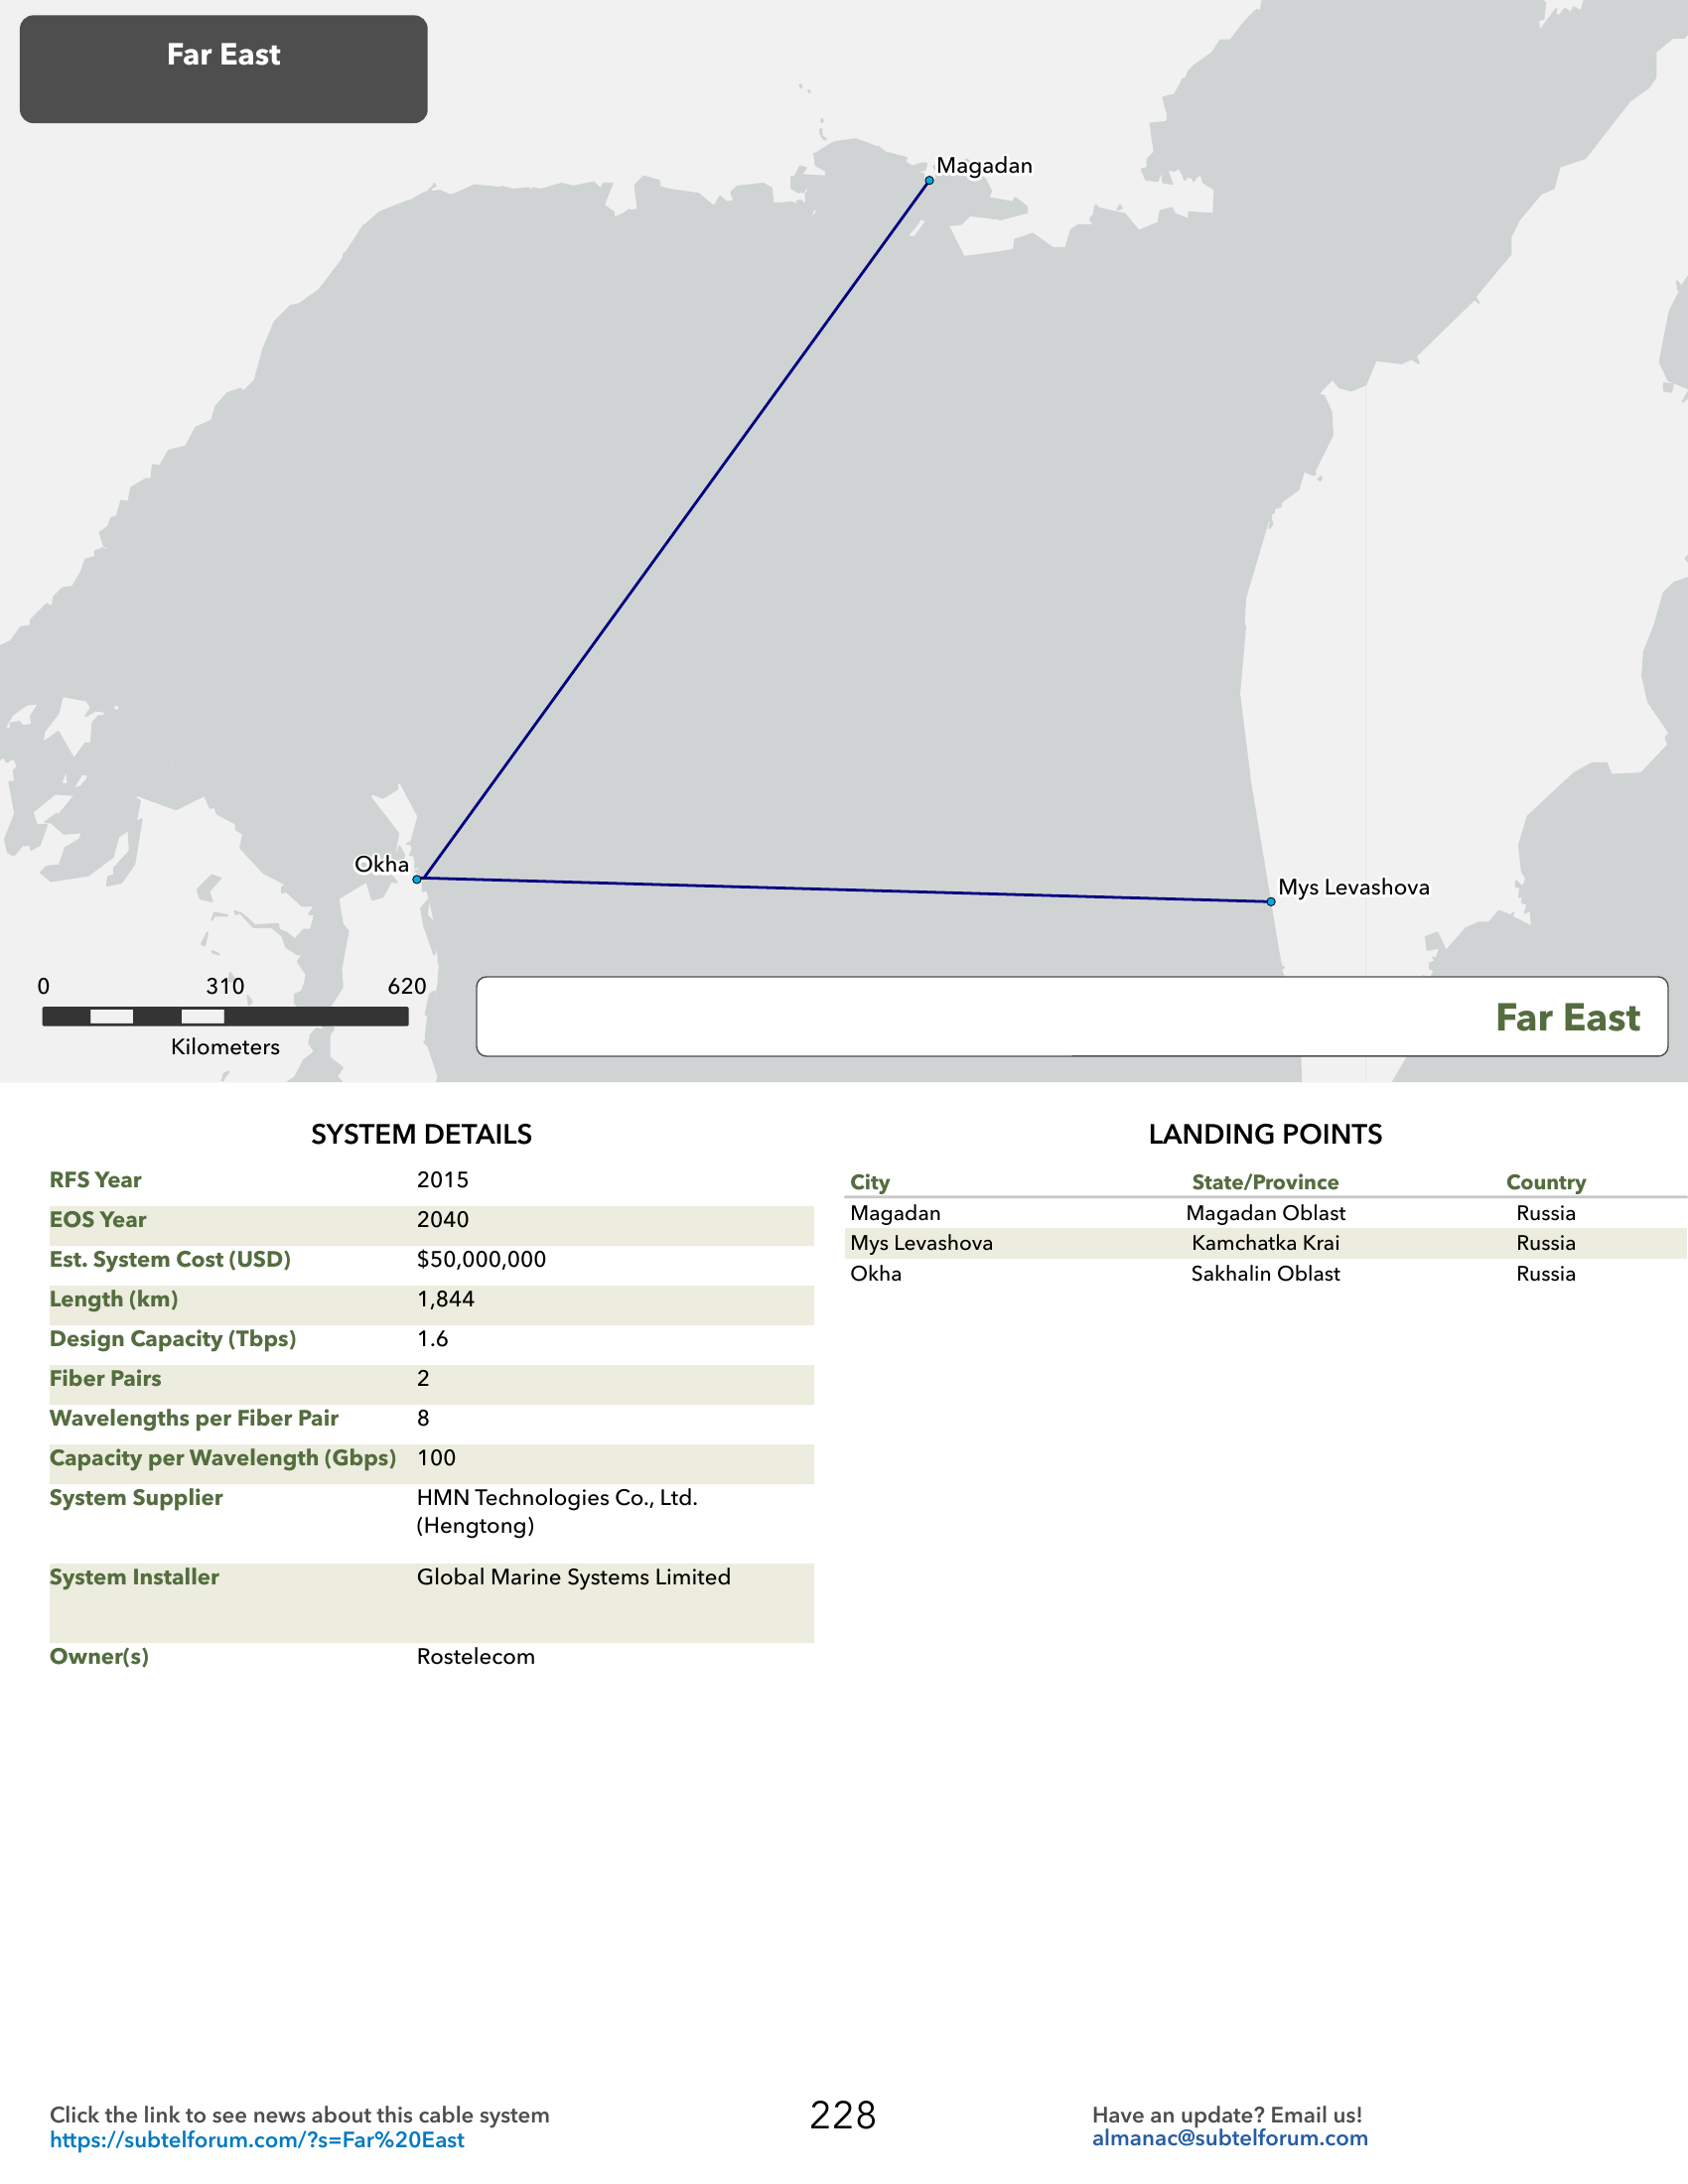 Far East
Magadan
Okha
Mys Levashova
0 310 620
Kilometers
Far East
SYSTEM DETAILS
RFS Year 2015
EOS Year 2040
Est. System Cost (USD) $50,000,000
Length (km) 1,844
Design Capacity (Tbps) 1.6
Fiber Pairs 2
Wavelengths per Fiber Pair 8
Capacity per Wavelength (Gbps) 100
System Supplier HMN Technologies Co., Ltd.
(Hengtong)
System Installer Global Marine Systems Limited
Owner(s) Rostelecom
LANDING POINTS
City State/Province Country
Magadan Magadan Oblast Russia
Mys Levashova Kamchatka Krai Russia
Okha Sakhalin Oblast Russia
Click the link to see news about this cable system
https://subtelforum.com/?s=Far%20East
228
Have an update? Email us!
almanac@subtelforum.com